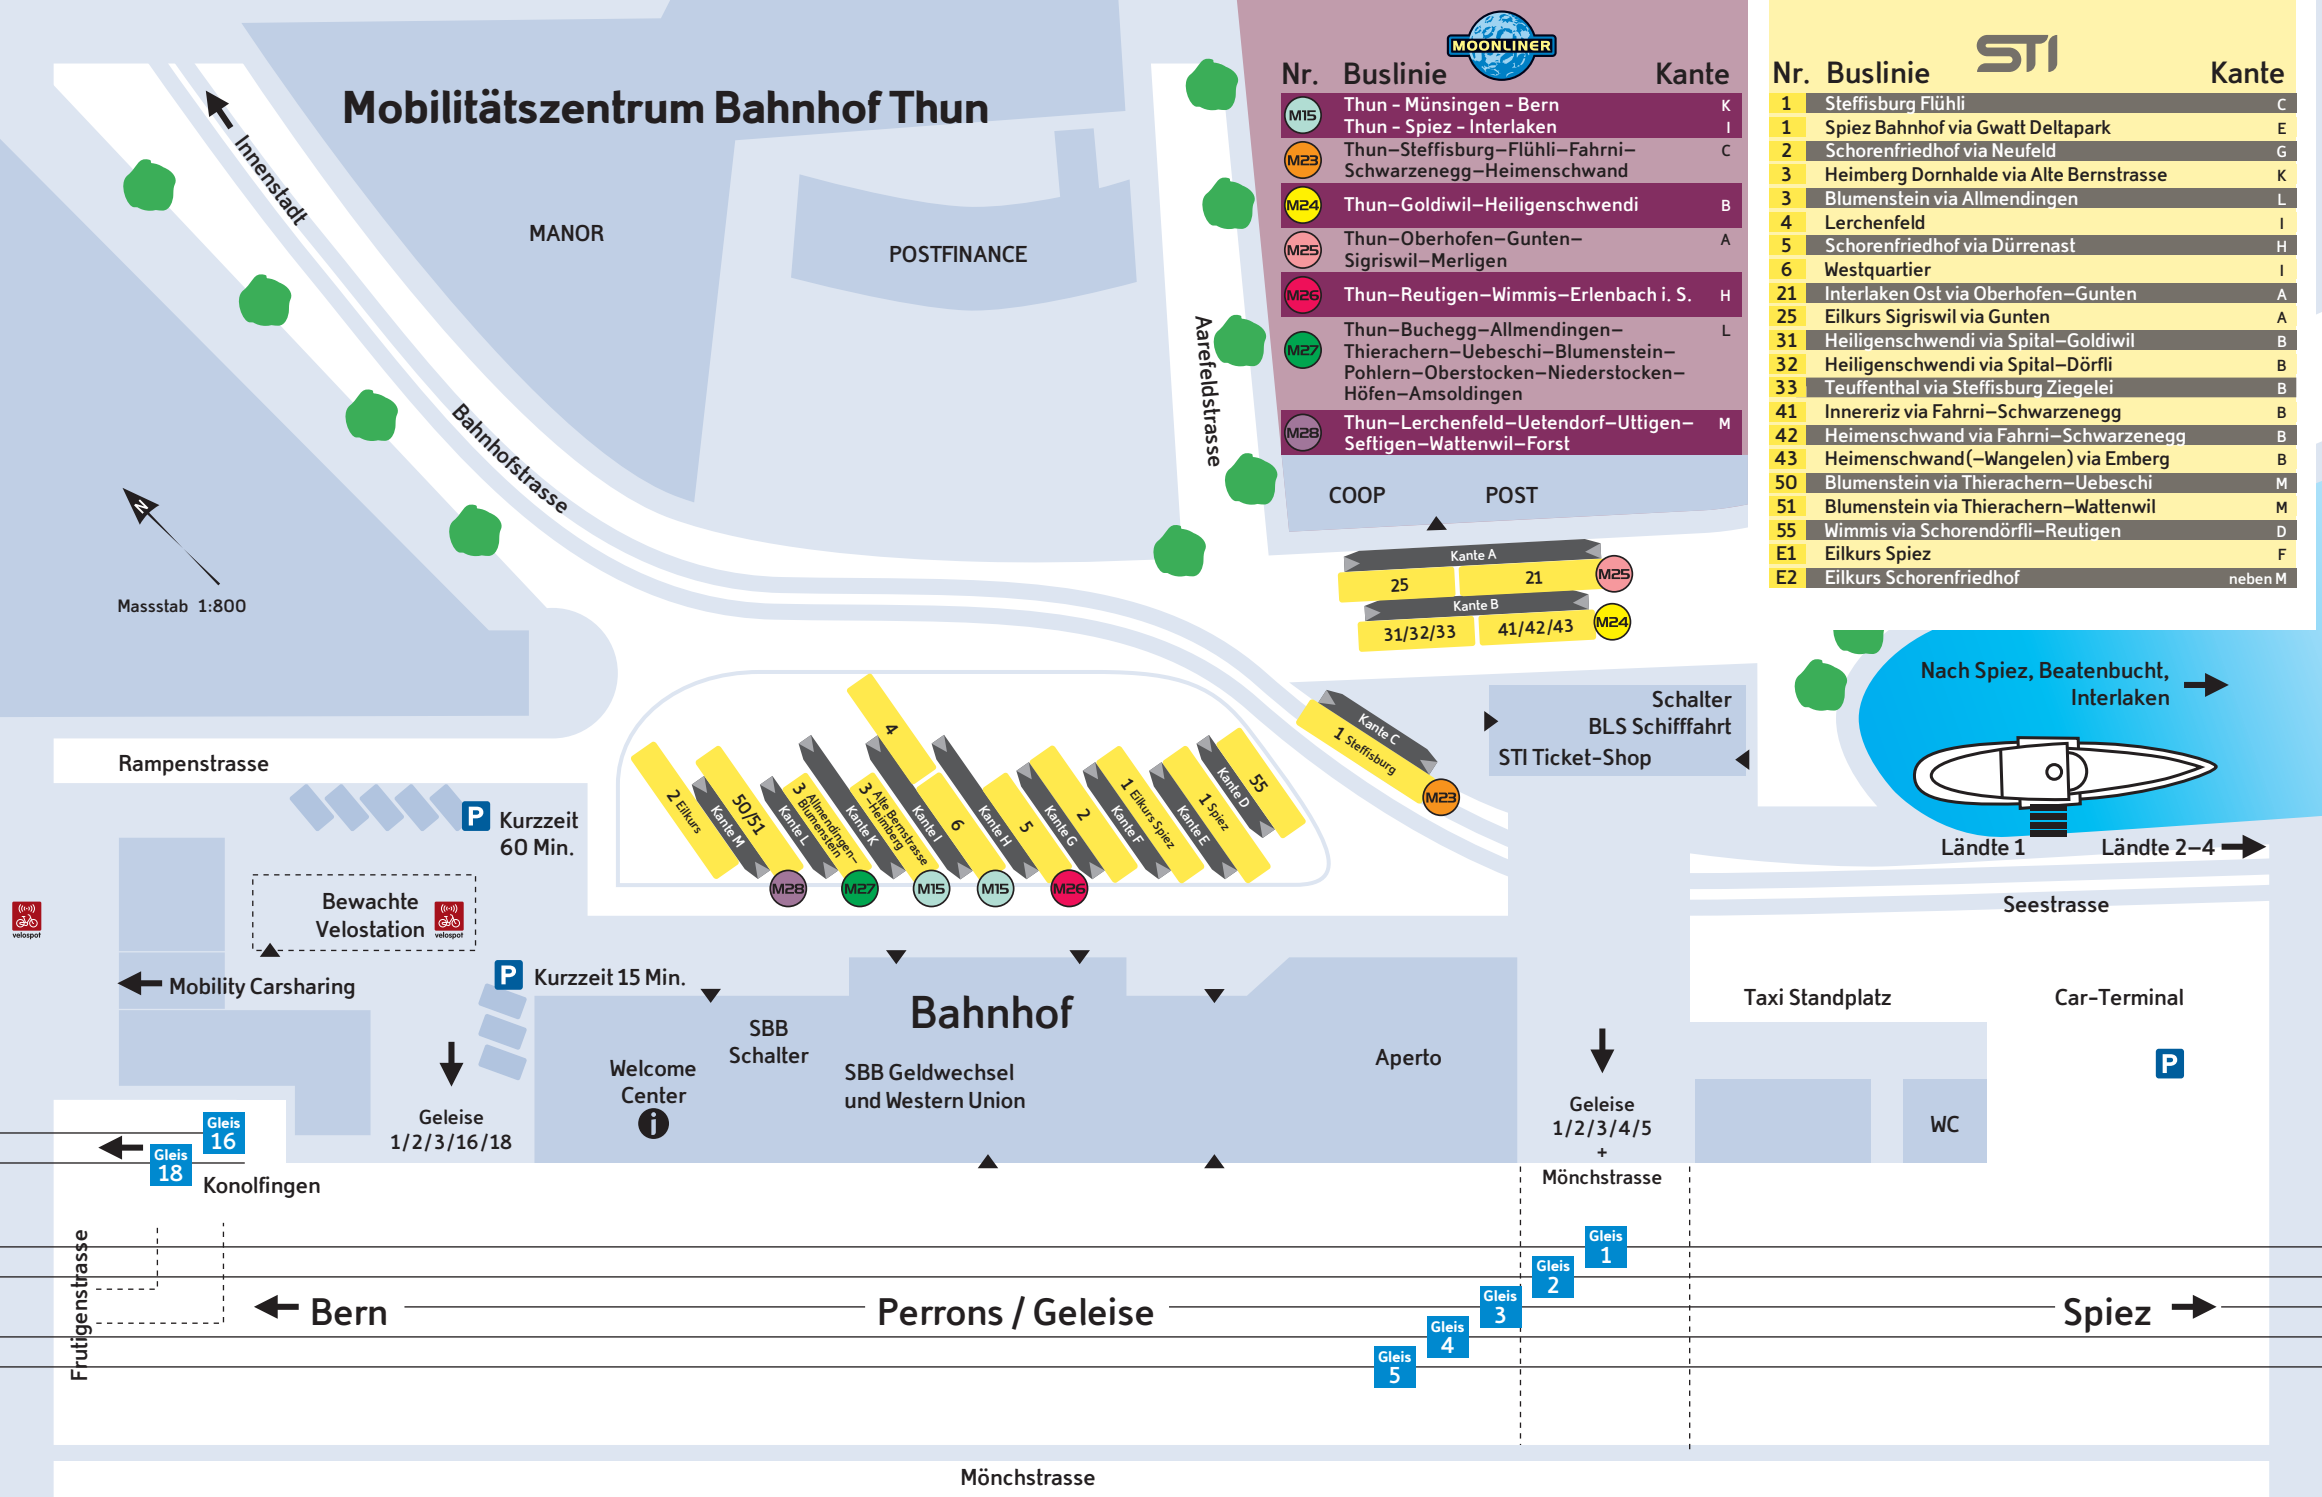 Mobilitätszentrum Bahnhof Thun
Innenstadt
MANOR
POSTFINANCE
Bahnhofstrasse
Aarefeldstrasse
N
Massstab 1:800
MOONLINER
Nr. Buslinie Kante
M15 Thun - Münsingen - Bern K
Thun - Spiez - Interlaken I
M23 Thun–Steffisburg–Flühli–Fahrni– C
Schwarzenegg–Heimenschwand
M24 Thun–Goldiwil–Heiligenschwendi B
M25 Thun–Oberhofen–Gunten– A
Sigriswil–Merligen
M26 Thun–Reutigen–Wimmis–Erlenbach i. S. H
M27 Thun–Buchegg–Allmendingen– L
Thierachern–Uebeschi–Blumenstein–
Pohlern–Oberstocken–Niederstocken–
Höfen–Amsoldingen
M28 Thun–Lerchenfeld–Uetendorf–Uttigen– M
Seftigen–Wattenwil–Forst
STI
Nr. Buslinie Kante
1 Steffisburg Flühli C
1 Spiez Bahnhof via Gwatt Deltapark E
2 Schorenfriedhof via Neufeld G
3 Heimberg Dornhalde via Alte Bernstrasse K
3 Blumenstein via Allmendingen L
4 Lerchenfeld I
5 Schorenfriedhof via Dürrenast H
6 Westquartier I
21 Interlaken Ost via Oberhofen–Gunten A
25 Eilkurs Sigriswil via Gunten A
31 Heiligenschwendi via Spital–Goldiwil B
32 Heiligenschwendi via Spital–Dörfli B
33 Teuffenthal via Steffisburg Ziegelei B
41 Innereriz via Fahrni–Schwarzenegg B
42 Heimenschwand via Fahrni–Schwarzenegg B
43 Heimenschwand(–Wangelen) via Emberg B
50 Blumenstein via Thierachern–Uebeschi M
51 Blumenstein via Thierachern–Wattenwil M
55 Wimmis via Schorendörfli–Reutigen D
E1 Eilkurs Spiez F
E2 Eilkurs Schorenfriedhof neben M
COOP POST
Kante A
25 21 M25
Kante B
31/32/33 41/42/43 M24
Kante C
1 Steffisburg
M23
Schalter
BLS Schifffahrt
STI Ticket-Shop
Nach Spiez, Beatenbucht,
Interlaken
Ländte 1
Ländte 2–4
Seestrasse
Rampenstrasse
P Kurzzeit
60 Min.
2 Eilkurs
Kante M
50/51
M28
Kante L
3 Allmendingen–
Blumenstein
M27
Kante K
3 Alte Bernstrasse
–Heimberg
M15
4
Kante I
6
M15
Kante H
5
M26
Kante G
2
Kante F
1 Eilkurs Spiez
Kante E
1 Spiez
Kante D
55
velospot
Bewachte
Velostation
velospot
Mobility Carsharing
P Kurzzeit 15 Min.
Geleise
1/2/3/16/18
Welcome
Center
i
SBB
Schalter
Bahnhof
SBB Geldwechsel
und Western Union
Aperto
Geleise
1/2/3/4/5
+
Mönchstrasse
Taxi Standplatz
Car-Terminal
P
WC
Gleis
16
Gleis
18
Konolfingen
Frutigenstrasse
Gleis
1
Gleis
2
Gleis
3
Gleis
4
Gleis
5
Bern
Perrons / Geleise
Spiez
Mönchstrasse